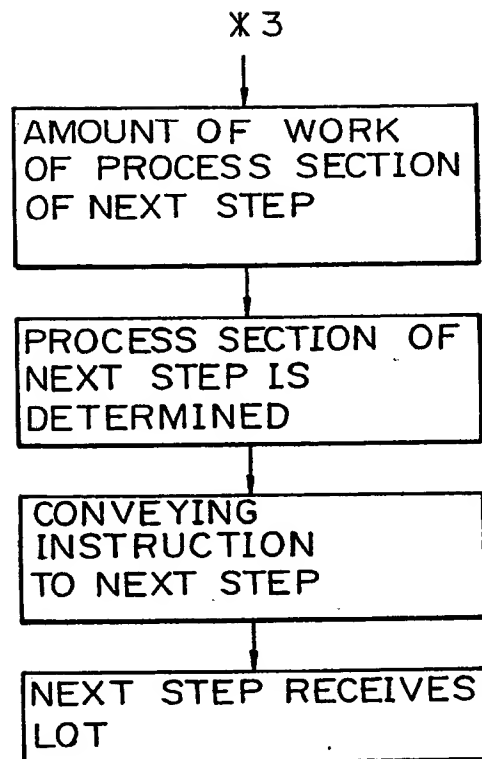 ※3
AMOUNT OF WORK
OF PROCESS SECTION
OF NEXT STEP
PROCESS SECTION OF
NEXT STEP IS
DETERMINED
CONVEYING
INSTRUCTION
TO NEXT STEP
NEXT STEP RECEIVES
LOT